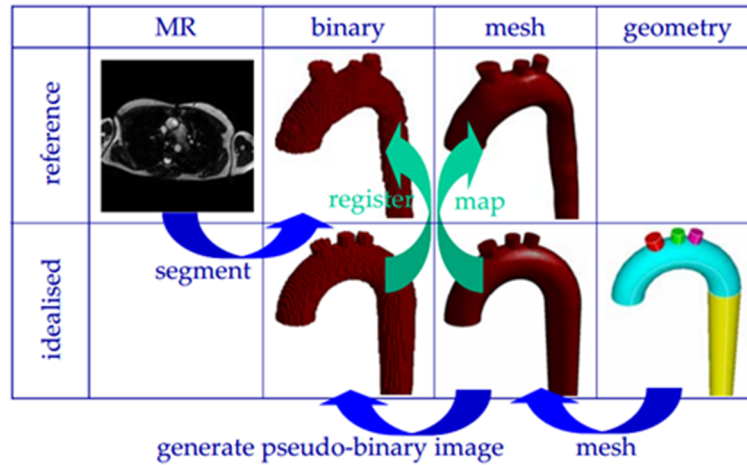 MR binary mesh geometry
reference
register map
segment
idealised
generate pseudo-binary image mesh